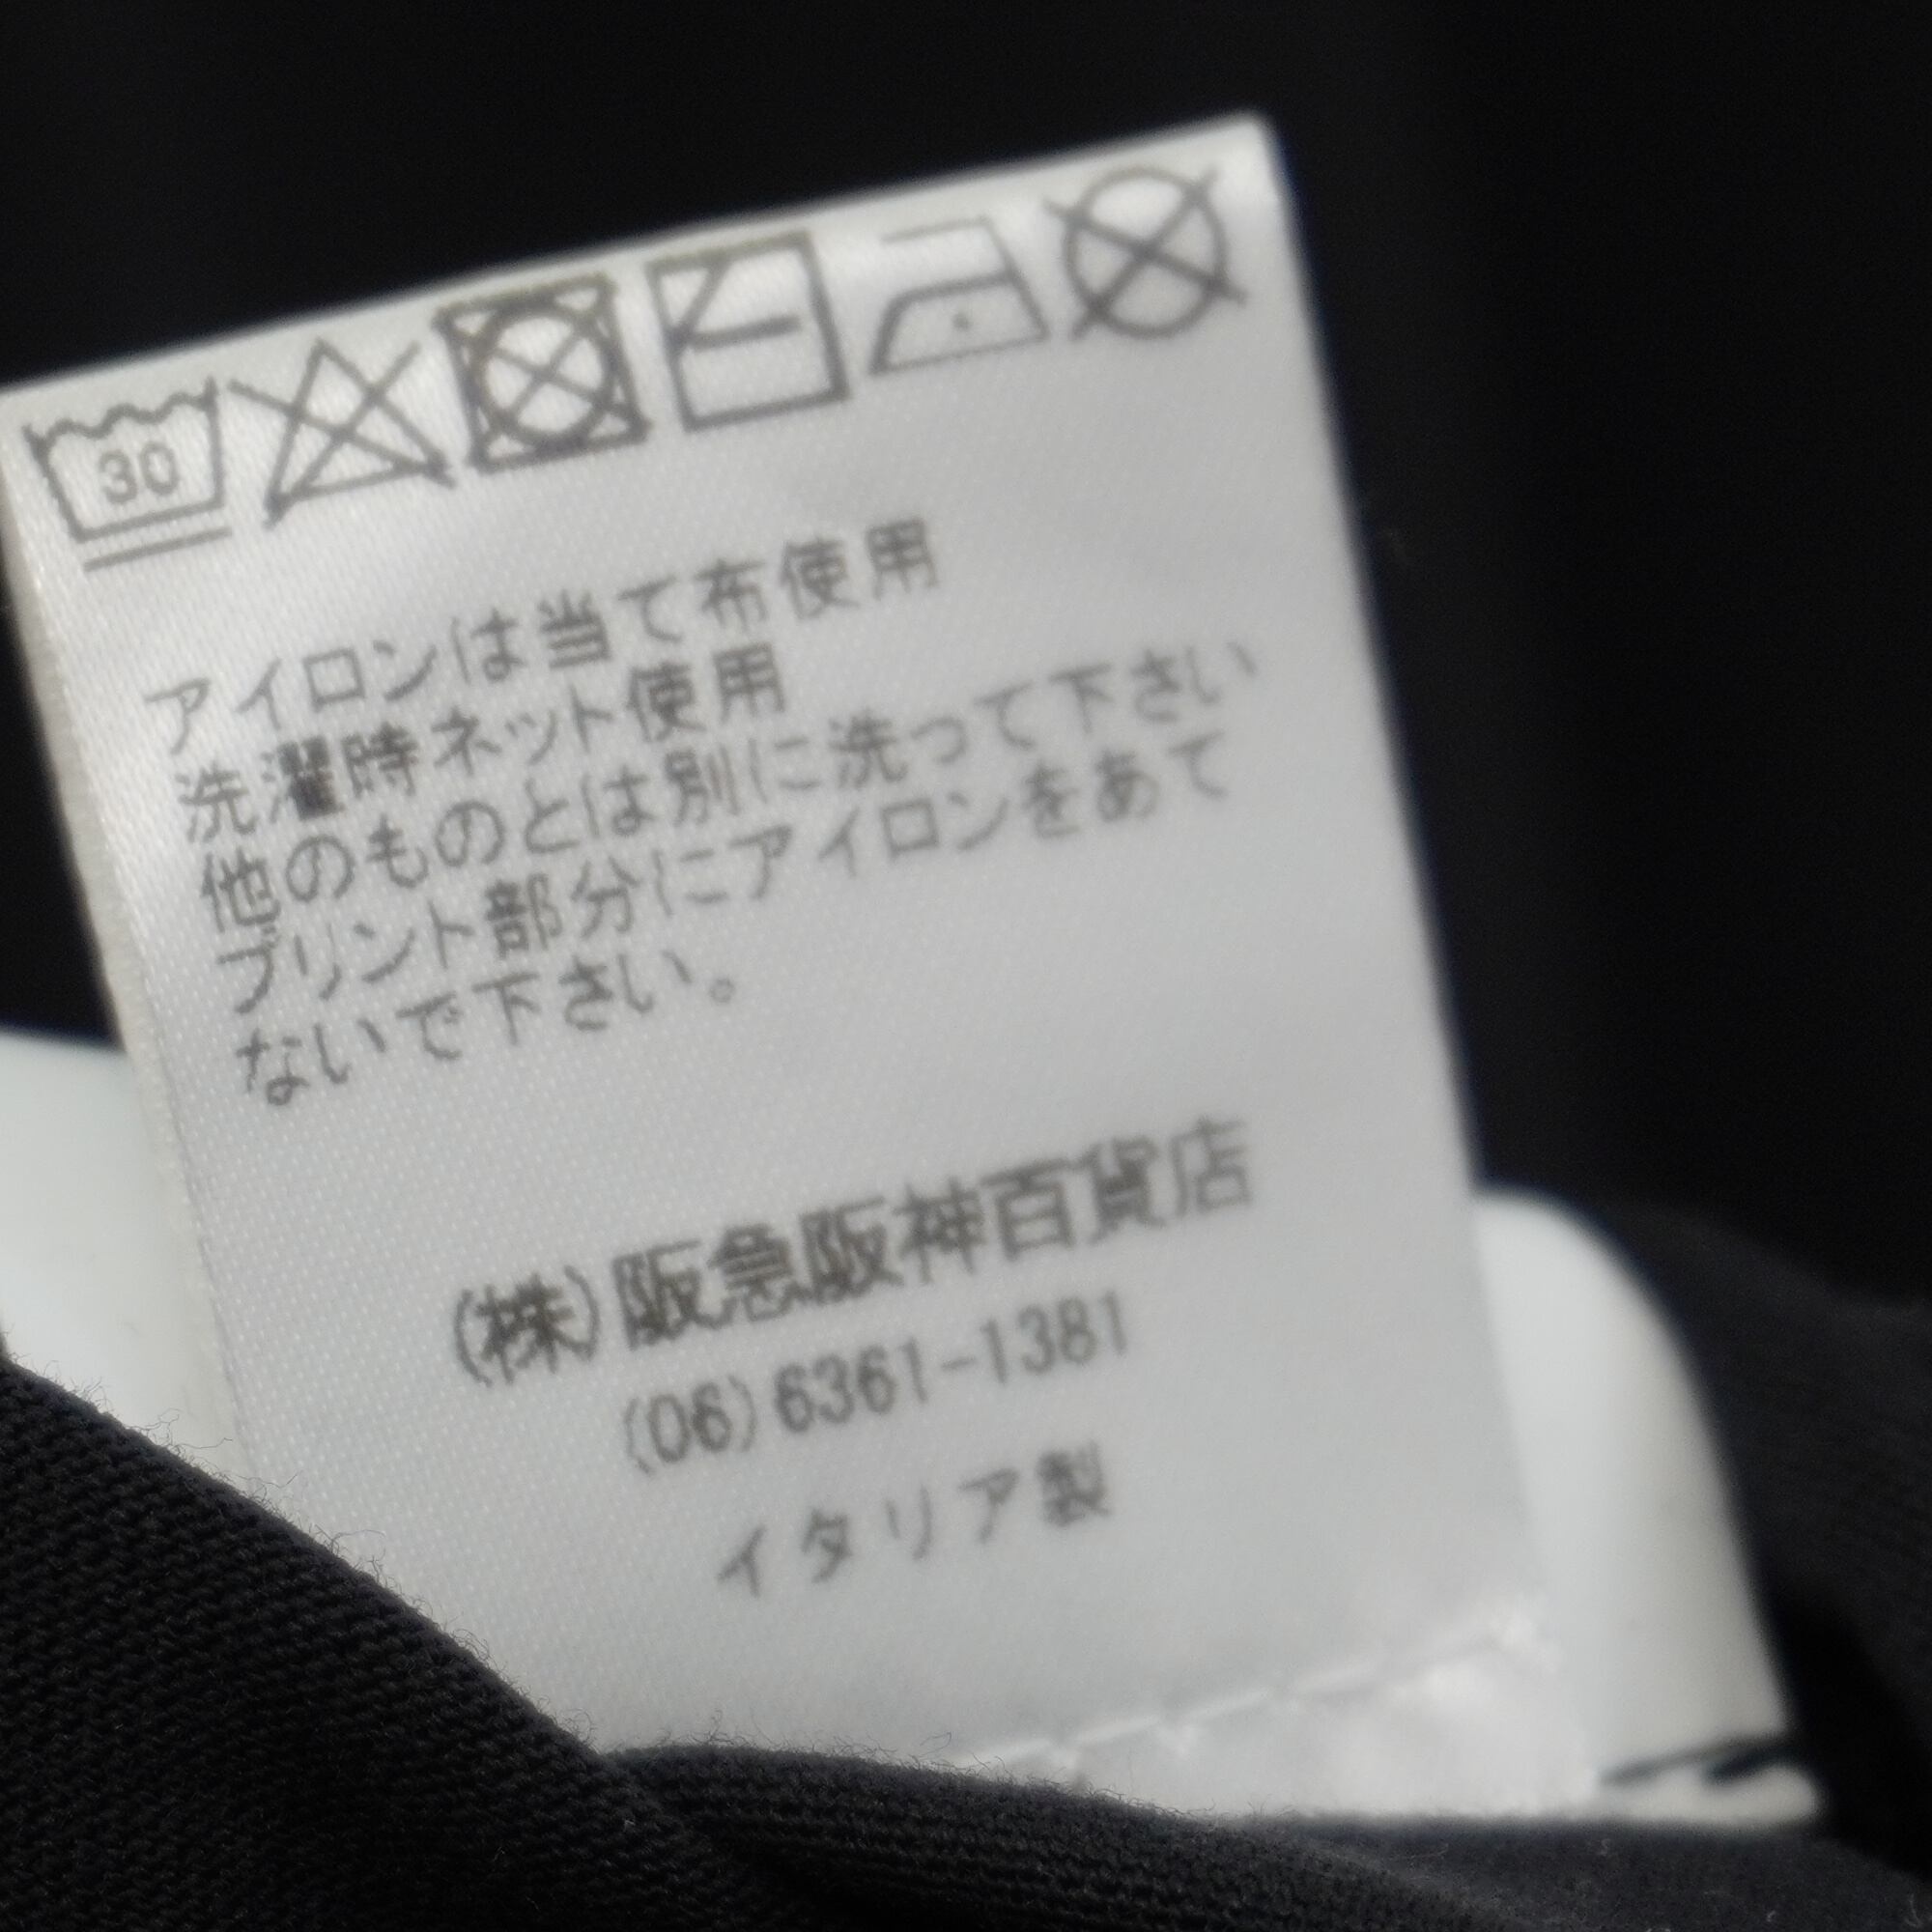 30
アイロンは当て布使用
洗濯時ネット使用
他のものとは別に洗って下さい
プリント部分にアイロンをあて
ないで下さい。
(株)阪急阪神百貨店
(06)6361-1381
イタリア製